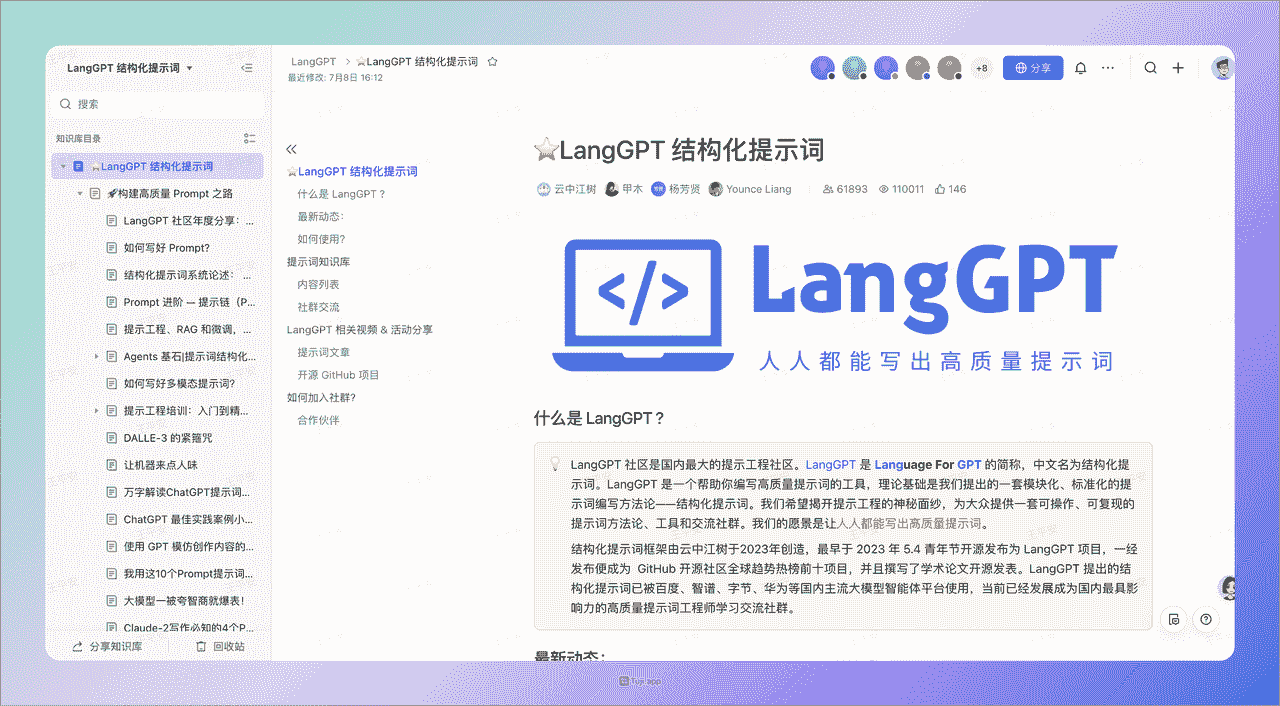 LangGPT 结构化提示词
搜索
知识库目录
⭐LangGPT 结构化提示词
🚀构建高质量 Prompt 之路
LangGPT 社区年度分享：...
如何写好 Prompt?
结构化提示词系统论述： ...
Prompt 进阶 — 提示链（P...
提示工程、RAG 和微调，...
Agents 基石|提示词结构化...
如何写好多模态提示词?
提示工程培训：入门到精...
DALLE-3 的紧箍咒
让机器来点人味
万字解读ChatGPT提示词...
ChatGPT 最佳实践案例小...
使用 GPT 模仿创作内容的...
我用这10个Prompt提示词...
大模型一被夸智商就爆表!
Claude-2写作必知的4个P...
分享知识库
回收站
LangGPT > ⭐LangGPT 结构化提示词
最近修改: 7月8日 16:12
+8
分享
⭐LangGPT 结构化提示词
什么是 LangGPT ?
最新动态:
如何使用?
提示词知识库
内容列表
社群交流
LangGPT 相关视频 & 活动分享
提示词文章
开源 GitHub 项目
如何加入社群?
合作伙伴
⭐LangGPT 结构化提示词
云中江树 甲木 杨芳贤 Younce Liang 61893 110011 146
</>
LangGPT
人人都能写出高质量提示词
什么是 LangGPT ?
LangGPT 社区是国内最大的提示工程社区。LangGPT 是 Language For GPT 的简称，中文名为结构化提
示词。LangGPT 是一个帮助你编写高质量提示词的工具，理论基础是我们提出的一套模块化、标准化的提
示词编写方法论——结构化提示词。我们希望揭开提示工程的神秘面纱，为大众提供一套可操作、可复现的
提示词方法论、工具和交流社群。我们的愿景是让人人都能写出高质量提示词。
结构化提示词框架由云中江树于2023年创造，最早于 2023 年 5.4 青年节开源发布为 LangGPT 项目，一经
发布便成为 GitHub 开源社区全球趋势热榜前十项目，并且撰写了学术论文开源发表。LangGPT 提出的结
构化提示词已被百度、智谱、字节、华为等国内主流大模型智能体平台使用，当前已经发展成为国内最具影
响力的高质量提示词工程师学习交流社群。
最新动态: